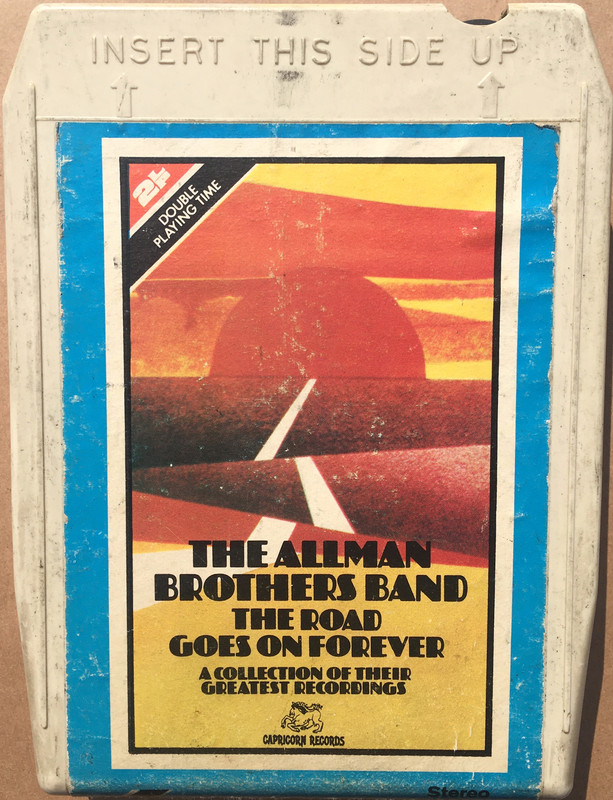 INSERT THIS SIDE UP
DOUBLE
PLAYING TIME
THE ALLMAN
BROTHERS BAND
THE ROAD
GOES ON FOREVER
A COLLECTION OF THEIR
GREATEST RECORDINGS
CAPRICORN RECORDS
Stereo